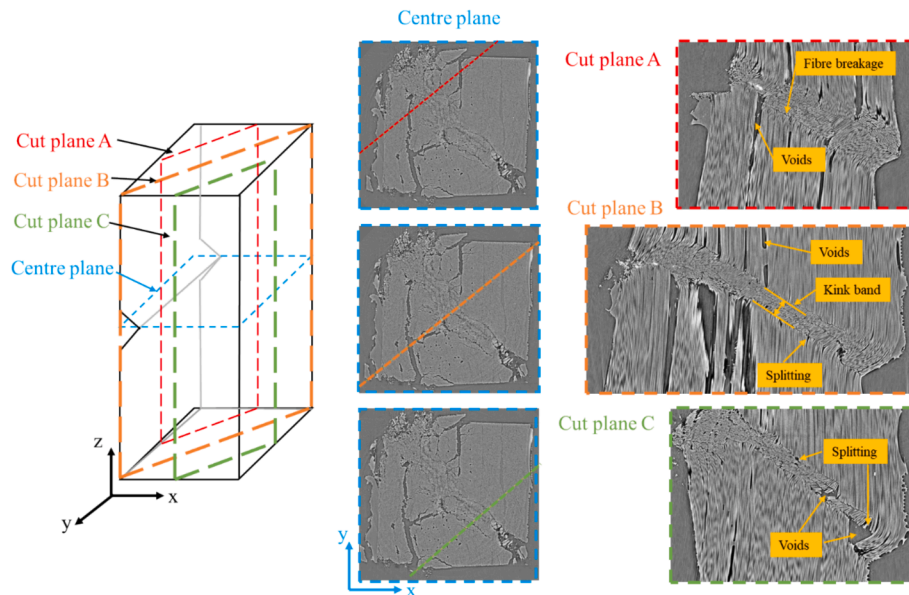 Centre plane
Cut plane A
Fibre breakage
Voids
Cut plane A
Cut plane B
Cut plane C
Centre plane
Cut plane B
Voids
Kink band
Splitting
Cut plane C
Splitting
Voids
z
x
y
y
x